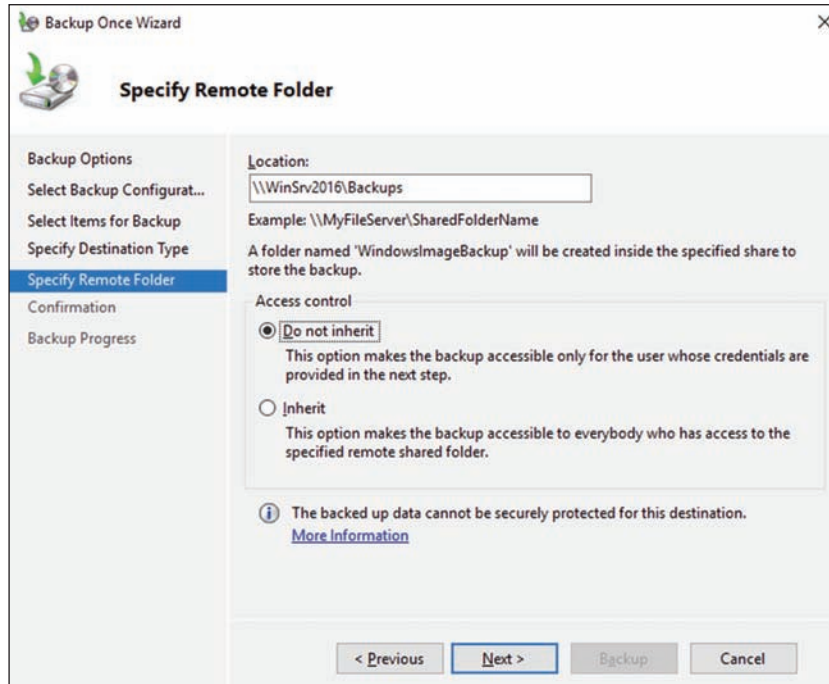 Backup Once Wizard
Specify Remote Folder
Backup Options
Select Backup Configurat...
Select Items for Backup
Specify Destination Type
Specify Remote Folder
Confirmation
Backup Progress
Location:
\\WinSrv2016\Backups
Example: \\MyFileServer\SharedFolderName
A folder named 'WindowsImageBackup' will be created inside the specified share to
store the backup.
Access control
Do not inherit
This option makes the backup accessible only for the user whose credentials are
provided in the next step.
Inherit
This option makes the backup accessible to everybody who has access to the
specified remote shared folder.
The backed up data cannot be securely protected for this destination.
More Information
< Previous
Next >
Backup
Cancel